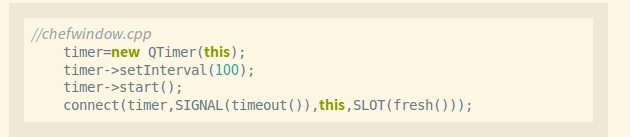 //chefwindow.cpp
timer=new QTimer(this);
timer->setInterval(100);
timer->start();
connect(timer,SIGNAL(timeout()),this,SLOT(fresh()));